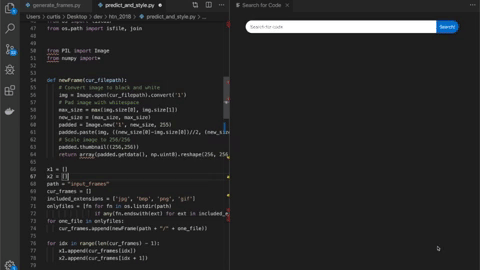 generate_frames.py
predict_and_style.py
Search for Code
Users > curtis > Desktop > dev > htn_2018 > predict_and_style.py > ...
47 from os.path import isfile, join
48
49
50 from PIL import Image
51 from numpy import*
52
53
54 def newFrame(cur_filepath):
55 # Convert image to black and white
56 img = Image.open(cur_filepath).convert('1')
57 # Pad image with whitespace
58 max_size = max(img.size[0], img.size[1])
59 new_size = (max_size, max_size)
60 padded = Image.new('1', new_size, 255)
61 padded.paste(img, ((new_size[0]-img.size[0])//2, (new_size
62 # Scale image to 256/256
63 padded.thumbnail((256,256))
64 return array(padded.getdata(), np.uint8).reshape(256, 256
65
66 x1 = []
67 x2 = []
68 path = "input_frames"
69 cur_frames = []
70 included_extensions = ['jpg', 'bmp', 'png', 'gif']
71 onlyfiles = [fn for fn in os.listdir(path)
72 if any(fn.endswith(ext) for ext in included_e
73 for one_file in onlyfiles:
74 cur_frames.append(newFrame(path + "/" + one_file))
75
76 for idx in range(len(cur_frames) - 1):
77 x1.append(cur_frames[idx])
78 x2.append(cur_frames[idx + 1])
79
Search for code
Search!